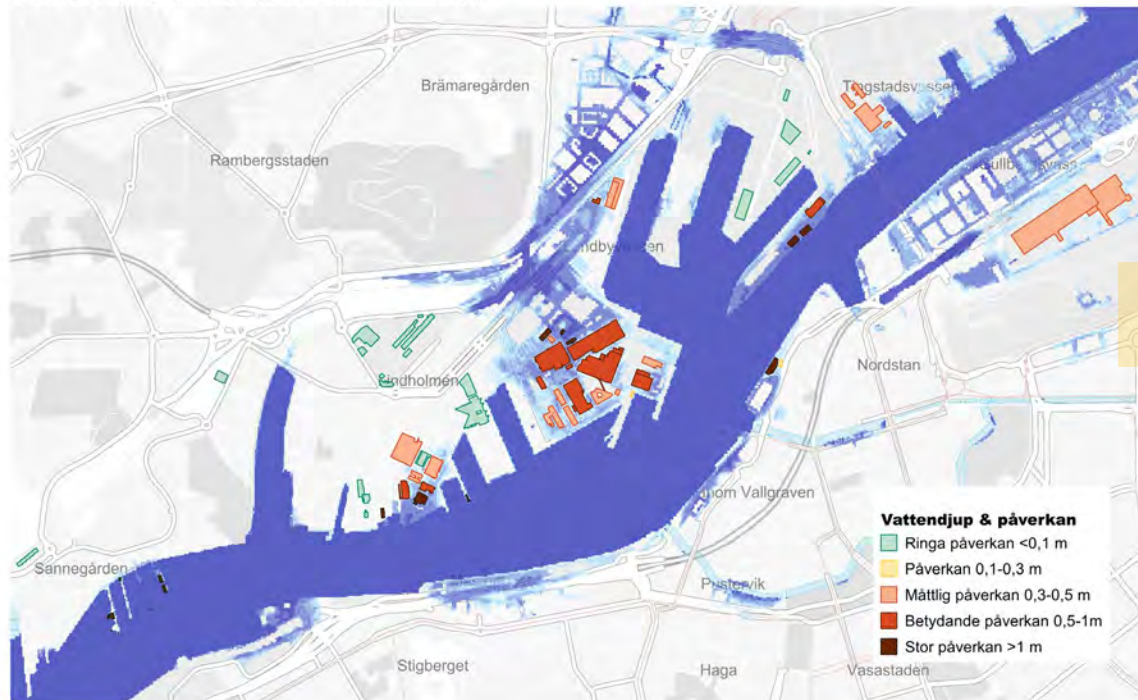 Brämaregården
Rambergsstaden
Lindholmen
Nordstan
Sannegården
Pustervik
Stigberget
Haga
Vasastaden
Vallgraven
Vattendjup & påverkan
Ringa påverkan <0,1 m
Påverkan 0,1-0,3 m
Måttlig påverkan 0,3-0,5 m
Betydande påverkan 0,5-1m
Stor påverkan >1 m